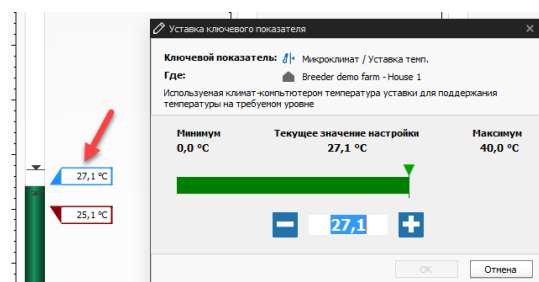 Уставка ключевого показателя
Ключевой показатель: Микроклимат / Уставка темп.
Где: Breeder demo farm - House 1
Используемая климат-компьютером температура уставки для поддержания
температуры на требуемом уровне
Минимум Текущее значение настройки Максимум
0,0 °C 27,1 °C 40,0 °C
27,1 °C
25,1 °C
27,1
OK Отмена